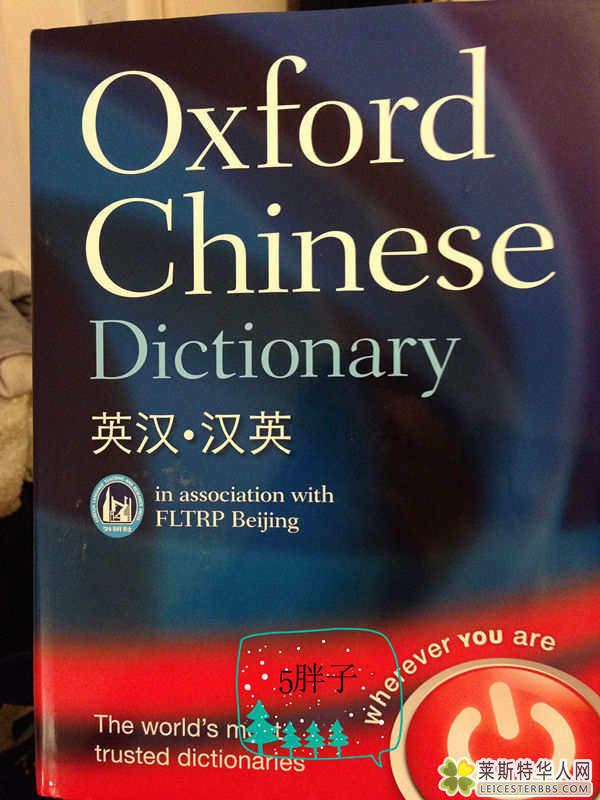 Oxford
Chinese
Dictionary
英汉·汉英
in association with
FLTRP Beijing
wherever YOU are
5胖子
The world's most
trusted dictionaries
莱斯特华人网
LEICESTERBBS.COM